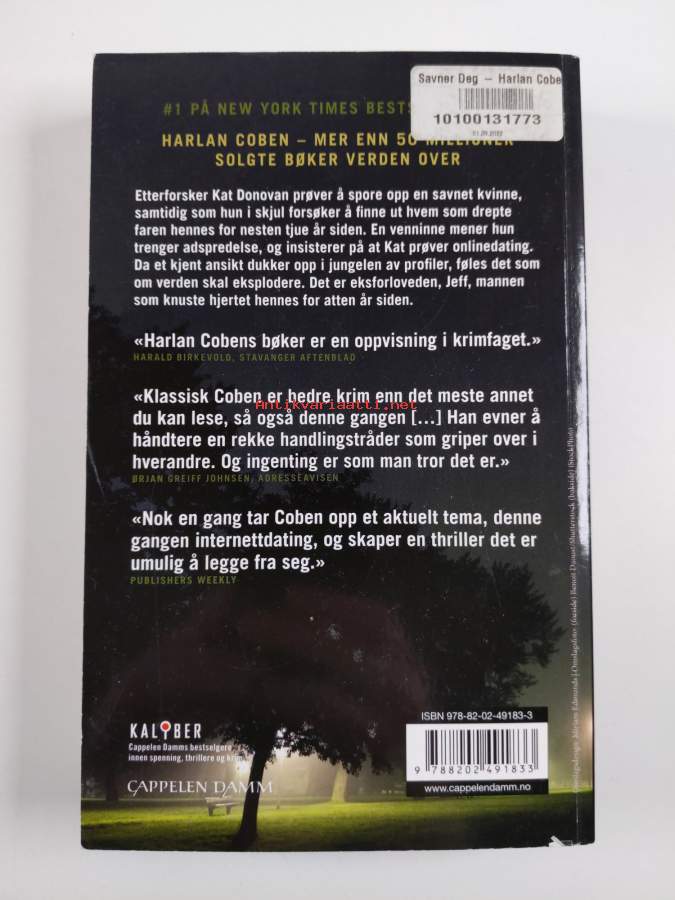 Savner Deg – Harlan Cobe
10100131773
#1 PÅ NEW YORK TIMES BESTS
HARLAN COBEN – MER ENN 50 MILLIONER
SOLGTE BØKER VERDEN OVER
Etterforsker Kat Donovan prøver å spore opp en savnet kvinne,
samtidig som hun i skjul forsøker å finne ut hvem som drepte
faren hennes for nesten tjue år siden. En venninne mener hun
trenger adspredelse, og insisterer på at Kat prøver onlinedating.
Da et kjent ansikt dukker opp i jungelen av profiler, føles det som
om verden skal eksplodere. Det er eksforloveden, Jeff, mannen
som knuste hjertet hennes for atten år siden.
«Harlan Cobens bøker er en oppvisning i krimfaget.»
HARALD BIRKEVOLD, STAVANGER AFTENBLAD
«Klassisk Coben er bedre krim enn det meste annet
Antikvariaatti.net
du kan lese, så også denne gangen [...] Han evner å
håndtere en rekke handlingstråder som griper over i
hverandre. Og ingenting er som man tror det er.»
ØRJAN GREIFF JOHNSEN, ADRESSEAVISEN
«Nok en gang tar Coben opp et aktuelt tema, denne
gangen internettdating, og skaper en thriller det er
umulig å legge fra seg.»
PUBLISHERS WEEKLY
KALIBER
Cappelen Damms bestselgere
innen spenning, thrillere og krim
CAPPELEN DAMM
ISBN 978-82-02-49183-3
9 788202 491833
www.cappelendamm.no